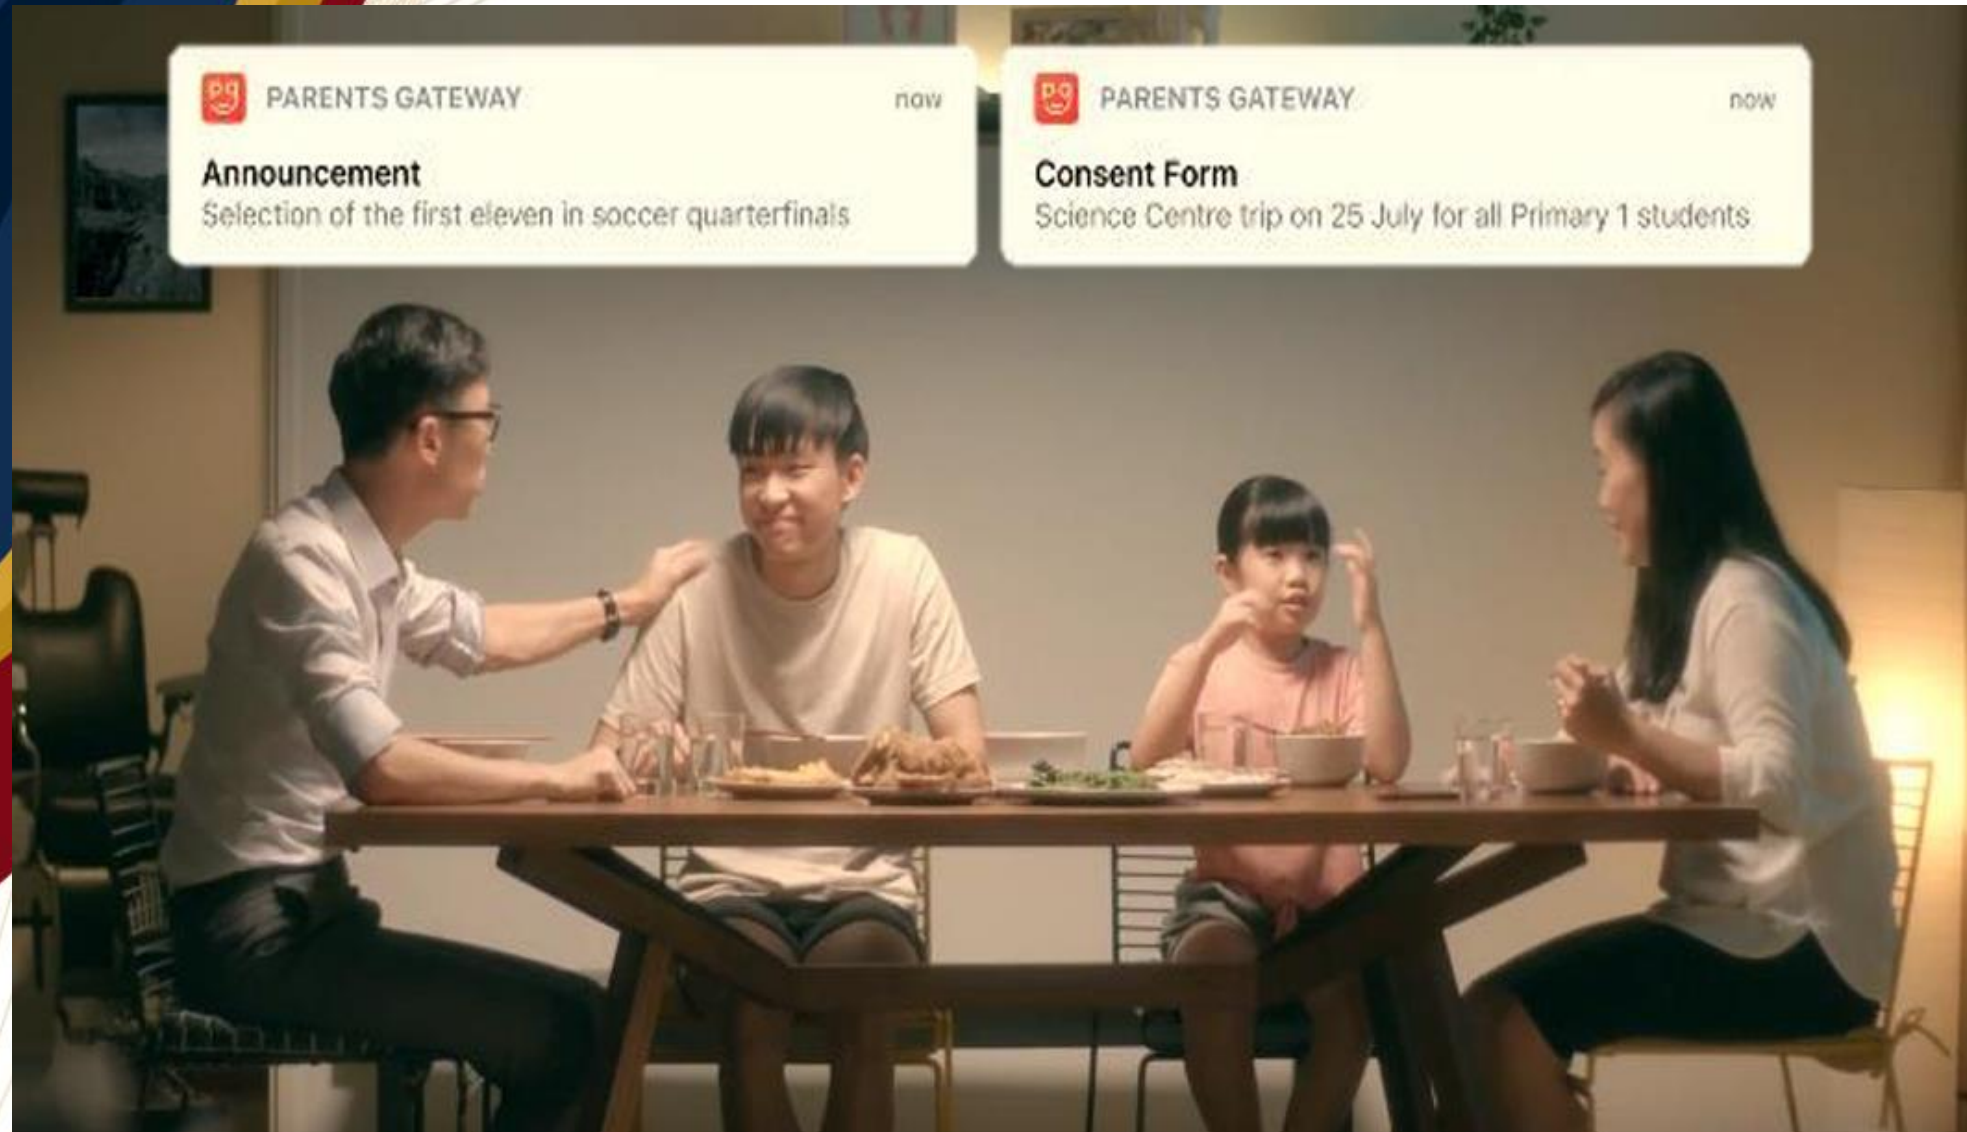 PARENTS GATEWAY
now
Announcement
Selection of the first eleven in soccer quarterfinals
PARENTS GATEWAY
now
Consent Form
Science Centre trip on 25 July for all Primary 1 students